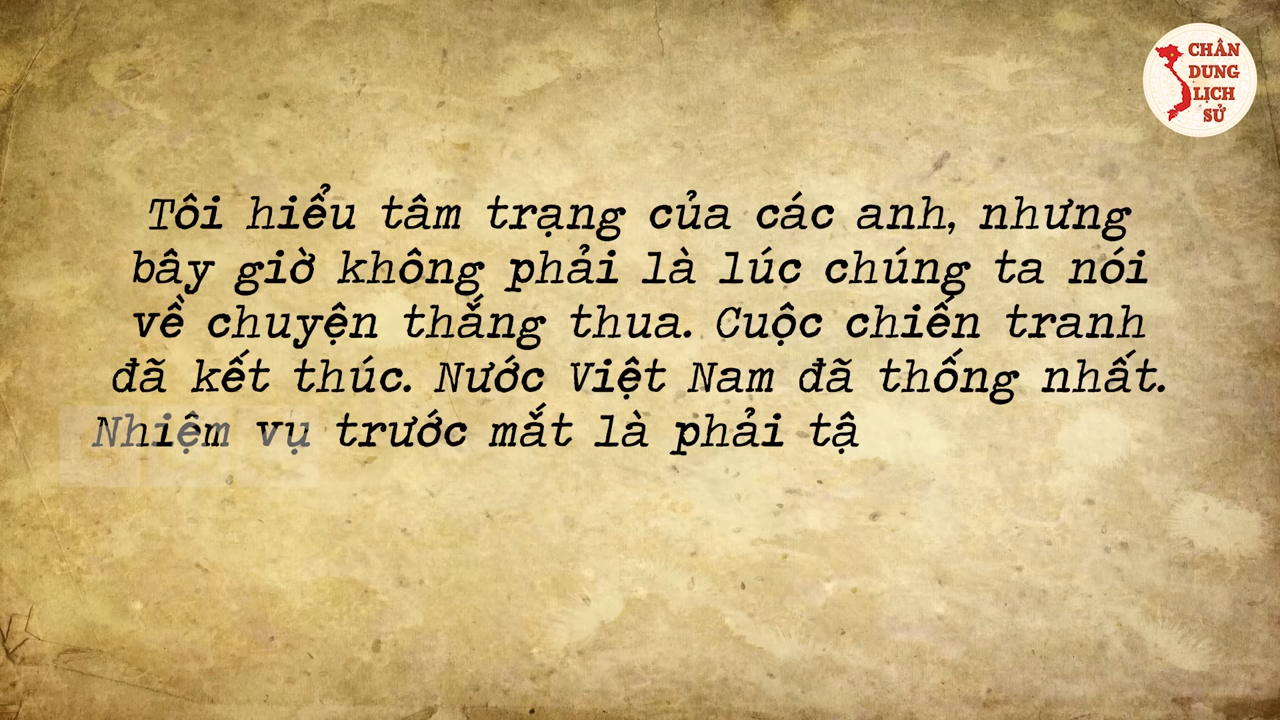 CHÂN
DUNG
LỊCH
SỬ
Tôi hiểu tâm trạng của các anh, nhưng
bây giờ không phải là lúc chúng ta nói
về chuyện thắng thua. Cuộc chiến tranh
đã kết thúc. Nước Việt Nam đã thống nhất.
Nhiệm vụ trước mắt là phải tậ